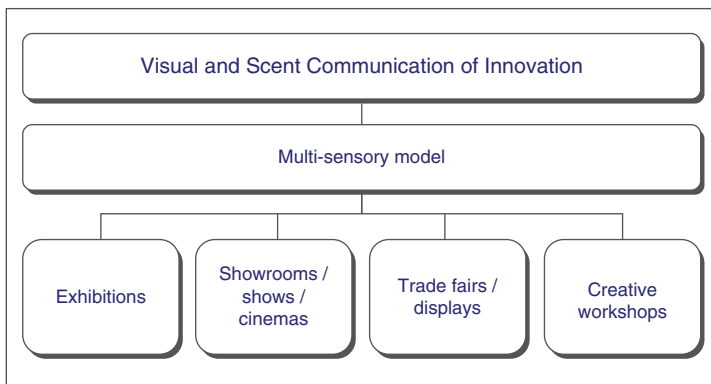 Visual and Scent Communication of Innovation
Multi-sensory model
Exhibitions
Showrooms /
shows /
cinemas
Trade fairs /
displays
Creative
workshops